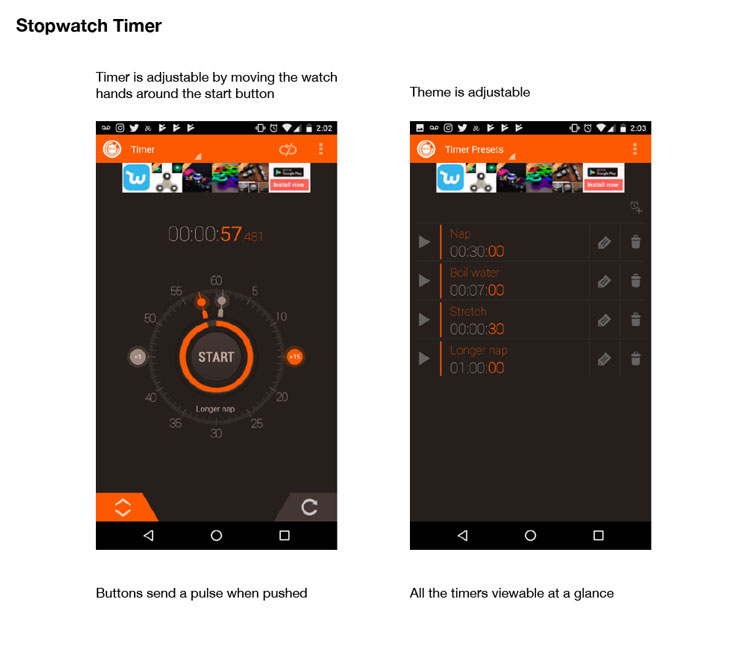 Stopwatch Timer
Timer is adjustable by moving the watch
hands around the start button
Theme is adjustable
2:02
Timer
Install now
00:00:57.481
60
55
5
50
10
+1
START
+15
40
20
Longer nap
35
25
30
2:03
Timer Presets
Install now
Nap
00:30:00
Boil water
00:07:00
Stretch
00:00:30
Longer nap
01:00:00
Buttons send a pulse when pushed
All the timers viewable at a glance